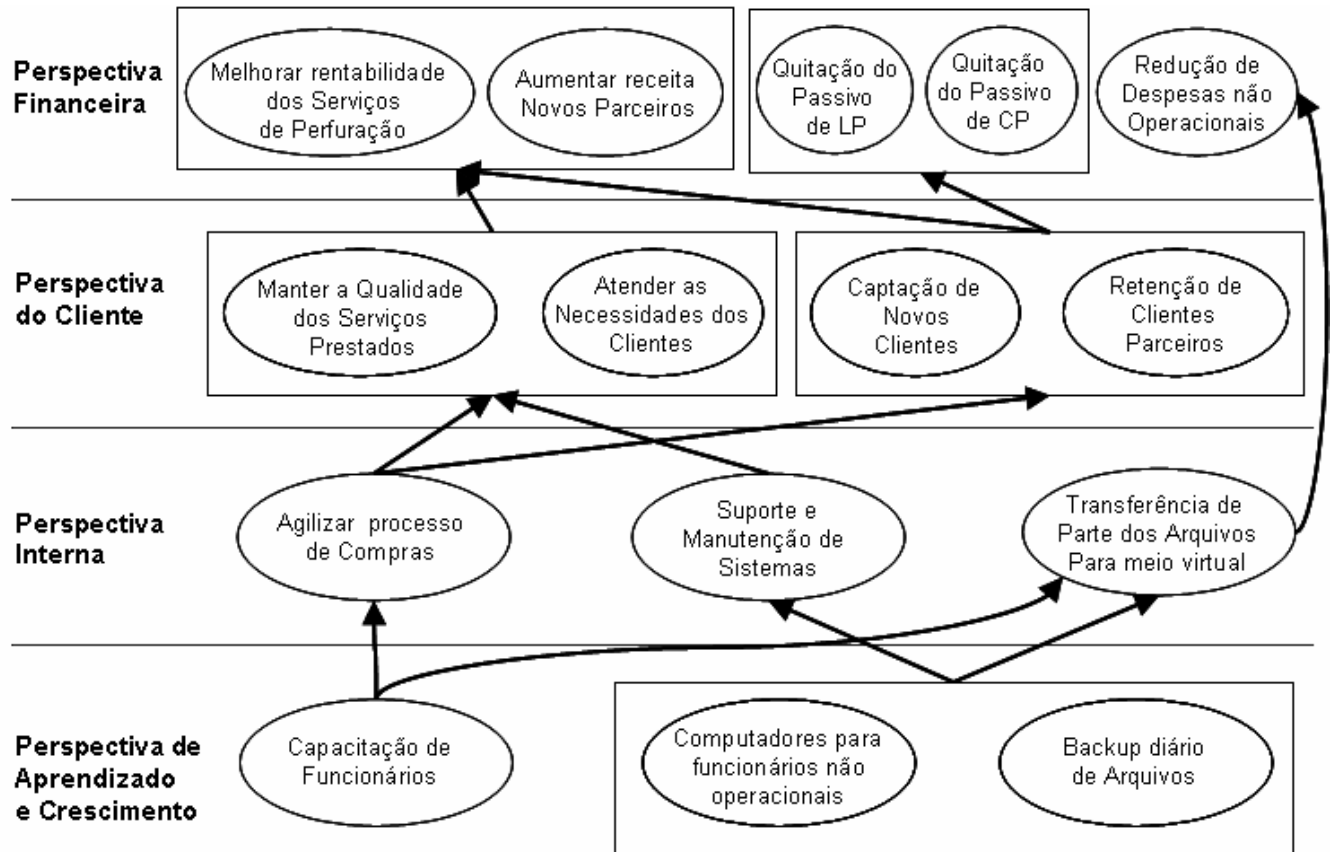 Perspectiva
Financeira
Melhorar rentabilidade
dos Serviços
de Perfuração
Aumentar receita
Novos Parceiros
Quitação do
Passivo
de LP
Quitação
do Passivo
de CP
Redução de
Despesas não
Operacionais
Perspectiva
do Cliente
Manter a Qualidade
dos Serviços
Prestados
Atender as
Necessidades dos
Clientes
Captação de
Novos
Clientes
Retenção de
Clientes
Parceiros
Perspectiva
Interna
Agilizar processo
de Compras
Suporte e
Manutenção de
Sistemas
Transferência de
Parte dos Arquivos
Para meio virtual
Perspectiva de
Aprendizado
e Crescimento
Capacitação de
Funcionários
Computadores para
funcionários não
operacionais
Backup diário
de Arquivos